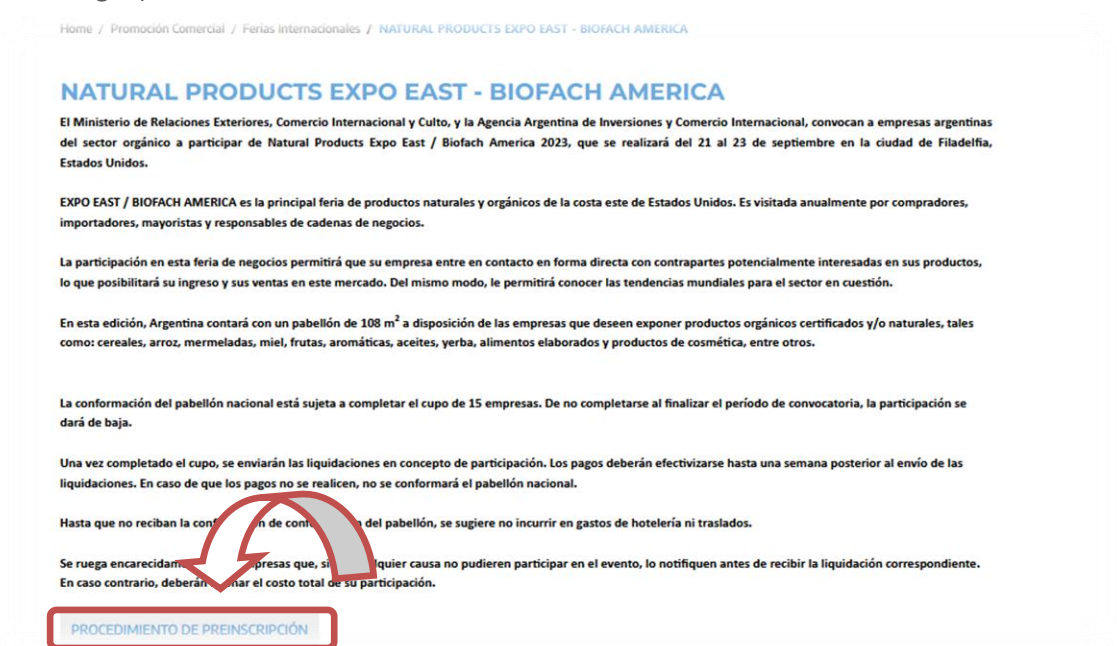 Home / Promoción Comercial / Ferias Internacionales / NATURAL PRODUCTS EXPO EAST - BIOFACH AMERICA
NATURAL PRODUCTS EXPO EAST - BIOFACH AMERICA
El Ministerio de Relaciones Exteriores, Comercio Internacional y Culto, y la Agencia Argentina de Inversiones y Comercio Internacional, convocan a empresas argentinas
del sector orgánico a participar de Natural Products Expo East / Biofach America 2023, que se realizará del 21 al 23 de septiembre en la ciudad de Filadelfia,
Estados Unidos.
EXPO EAST / BIOFACH AMERICA es la principal feria de productos naturales y orgánicos de la costa este de Estados Unidos. Es visitada anualmente por compradores,
importadores, mayoristas y responsables de cadenas de negocios.
La participación en esta feria de negocios permitirá que su empresa entre en contacto en forma directa con contrapartes potencialmente interesadas en sus productos,
lo que posibilitará su ingreso y sus ventas en este mercado. Del mismo modo, le permitirá conocer las tendencias mundiales para el sector en cuestión.
En esta edición, Argentina contará con un pabellón de 108 m² a disposición de las empresas que deseen exponer productos orgánicos certificados y/o naturales, tales
como: cereales, arroz, mermeladas, miel, frutas, aromáticas, aceites, yerba, alimentos elaborados y productos de cosmética, entre otros.
La conformación del pabellón nacional está sujeta a completar el cupo de 15 empresas. De no completarse al finalizar el período de convocatoria, la participación se
dará de baja.
Una vez completado el cupo, se enviarán las liquidaciones en concepto de participación. Los pagos deberán efectivizarse hasta una semana posterior al envío de las
liquidaciones. En caso de que los pagos no se realicen, no se conformará el pabellón nacional.
Hasta que no reciban la de del pabellón, se sugiere no incurrir en gastos de hotelería ni traslados.
Se ruega que, causa no pudieren participar en el evento, lo notifiquen antes de recibir la liquidación correspondiente.
En caso contrario, deberán el costo total de su participación.
PROCEDIMIENTO DE PREINSCRIPCIÓN